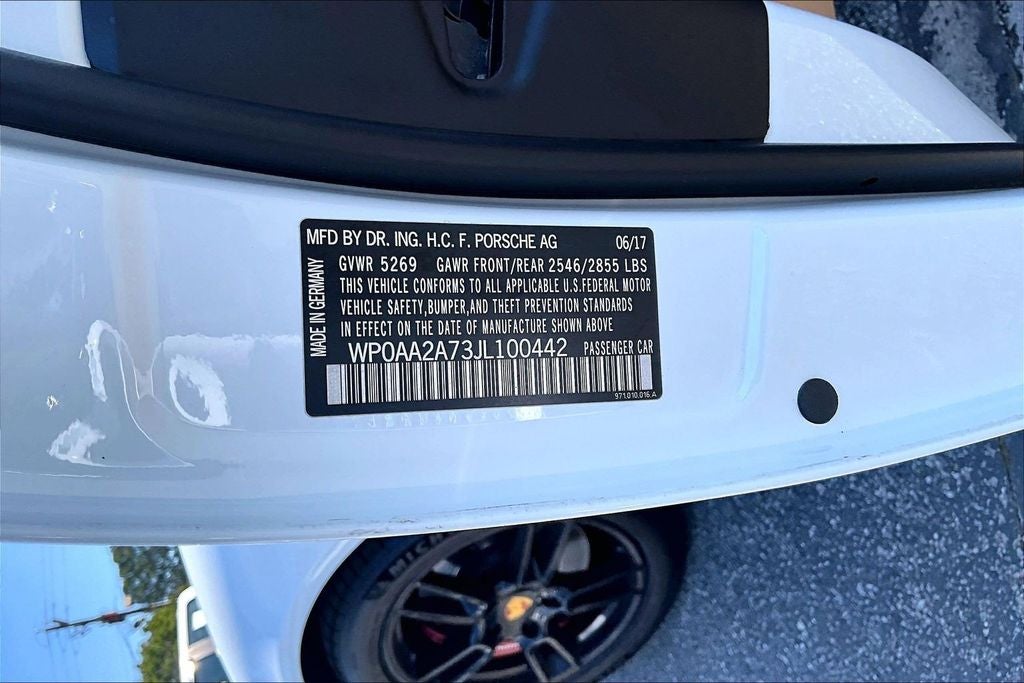 MFD BY DR. ING. H.C. F. PORSCHE AG 06/17
GVWR 5269 GAWR FRONT/REAR 2546/2855 LBS
THIS VEHICLE CONFORMS TO ALL APPLICABLE U.S.FEDERAL MOTOR
VEHICLE SAFETY,BUMPER,AND THEFT PREVENTION STANDARDS
IN EFFECT ON THE DATE OF MANUFACTURE SHOWN ABOVE
WP0AA2A73JL100442 PASSENGER CAR
971.010.016.A
MADE IN GERMANY